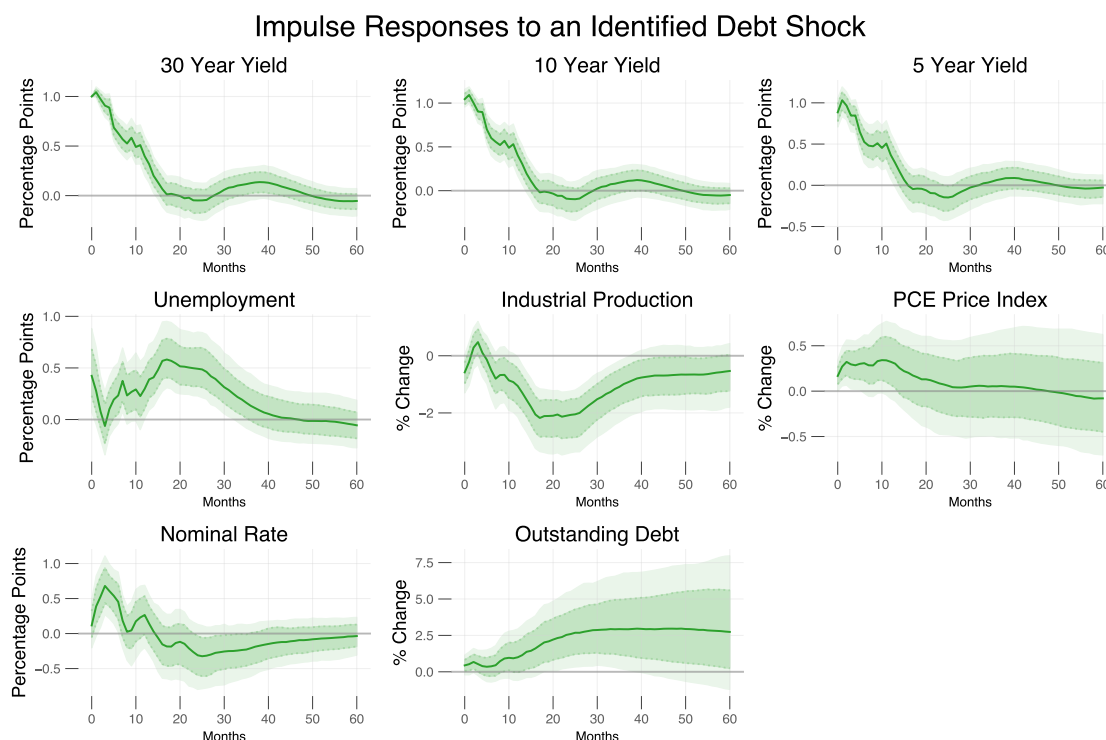 Impulse Responses to an Identified Debt Shock
30 Year Yield
Percentage Points
1.0
0.5
0.0
0 10 20 30 40 50 60
Months
10 Year Yield
Percentage Points
1.0
0.5
0.0
0 10 20 30 40 50 60
Months
5 Year Yield
Percentage Points
1.0
0.5
0.0
−0.5
0 10 20 30 40 50 60
Months
Unemployment
Percentage Points
1.0
0.5
0.0
0 10 20 30 40 50 60
Months
Industrial Production
% Change
0
−2
0 10 20 30 40 50 60
Months
PCE Price Index
% Change
0.5
0.0
−0.5
0 10 20 30 40 50 60
Months
Nominal Rate
Percentage Points
1.0
0.5
0.0
−0.5
0 10 20 30 40 50 60
Months
Outstanding Debt
% Change
7.5
5.0
2.5
0.0
0 10 20 30 40 50 60
Months